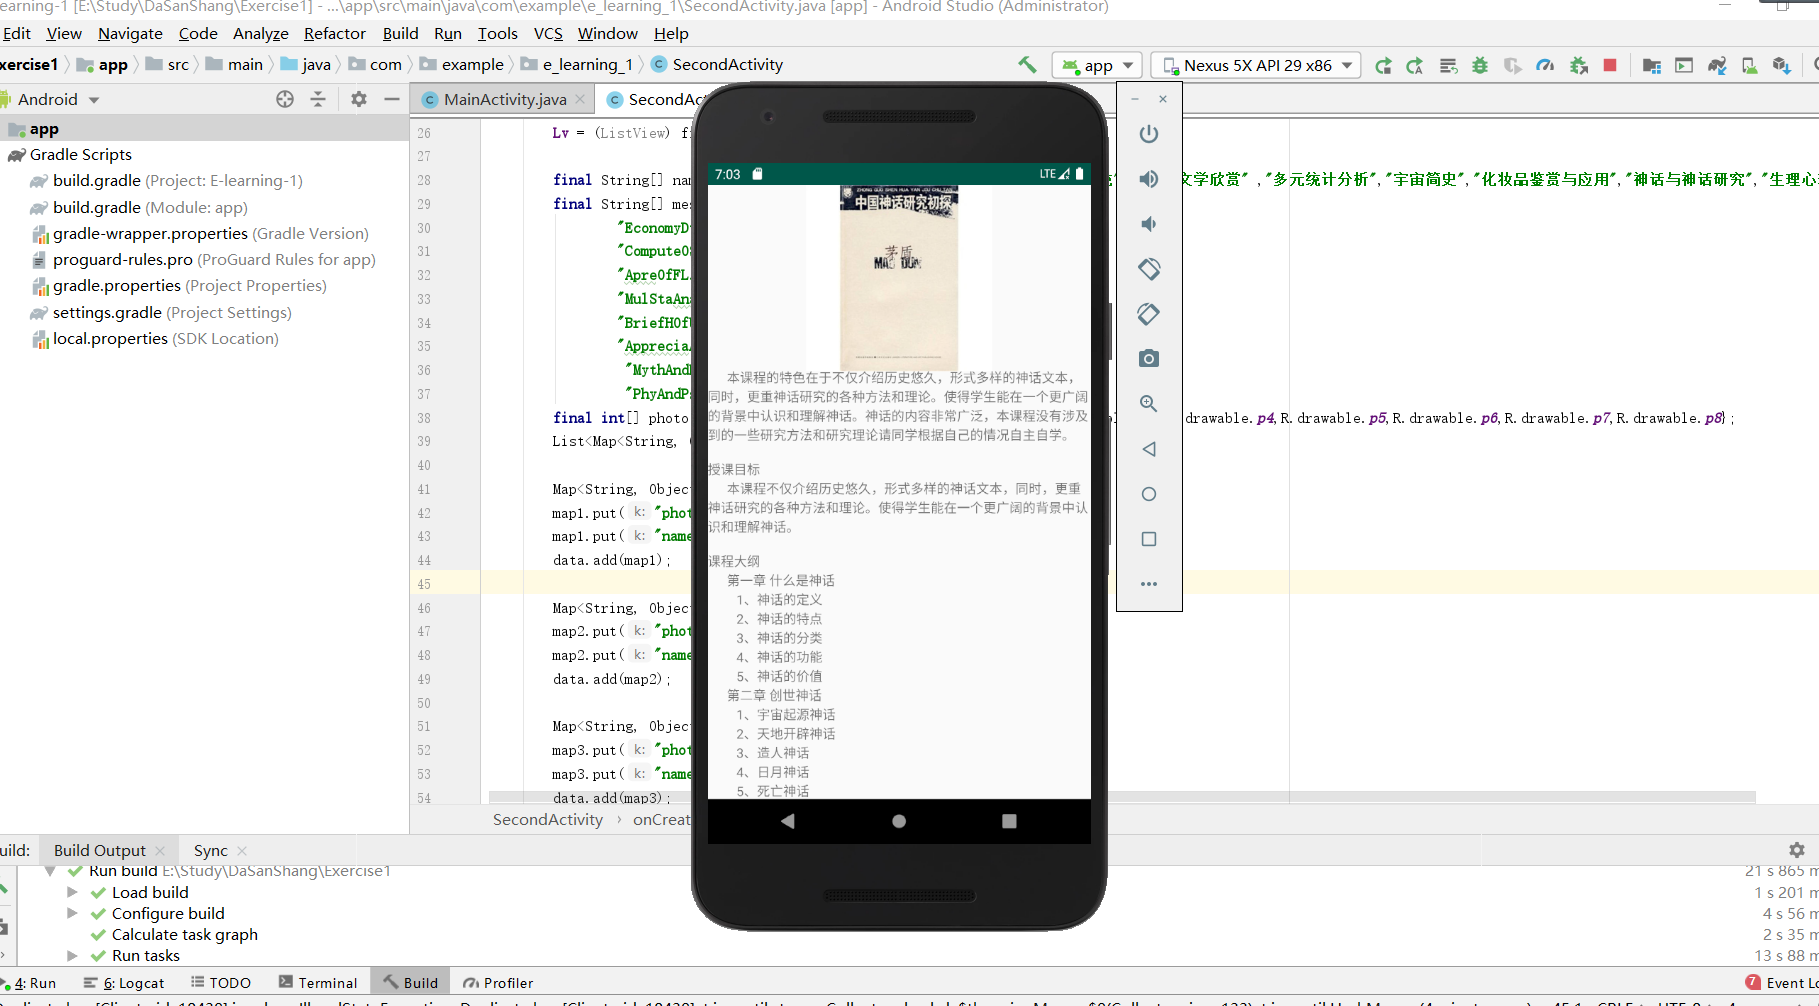 earning-1 [E:\Study\DaSanShang\Exercise1] - ...\app\src\main\java\com\example\e_learning_1\SecondActivity.java [app] - Android Studio (Administrator)
Edit View Navigate Code Analyze Refactor Build Run Tools VCS Window Help
xercise1 app src main java com example e_learning_1 SecondActivity app Nexus 5X API 29 x86
Android
MainActivity.java
SecondAc
app
Gradle Scripts
build.gradle (Project: E-learning-1)
build.gradle (Module: app)
gradle-wrapper.properties (Gradle Version)
proguard-rules.pro (ProGuard Rules for app)
gradle.properties (Project Properties)
settings.gradle (Project Settings)
local.properties (SDK Location)
26 Lv = (ListView) fi
27
28 final String[] nam 文学欣赏" ,"多元统计分析","宇宙简史","化妆品鉴赏与应用","神话与神话研究","生理心
29 final String[] mes
30 "EconomyD
31 "ComputeOS
32 "ApreOfFL
33 "MulStaAna
34 "BriefHOfU
35 "Apprecia
36 "MythAndM
37 "PhyAndPs
38 final int[] photo drawable.p4,R.drawable.p5,R.drawable.p6,R.drawable.p7,R.drawable.p8};
39 List<Map<String, 
40
41 Map<String, Objec
42 map1.put( k: "phot
43 map1.put( k: "name
44 data.add(map1);
45
46 Map<String, Objec
47 map2.put( k: "phot
48 map2.put( k: "name
49 data.add(map2);
50
51 Map<String, Objec
52 map3.put( k: "phot
53 map3.put( k: "name
54 data.add(map3);
SecondActivity › onCreat
7:03 LTE
ZHONG GUO SHEN HUA YAN JIU CHU TAN
中国神话研究初探
茅盾
MAO DUN
本课程的特色在于不仅介绍历史悠久，形式多样的神话文本，
同时，更重神话研究的各种方法和理论。使得学生能在一个更广阔
的背景中认识和理解神话。神话的内容非常广泛，本课程没有涉及
到的一些研究方法和研究理论请同学根据自己的情况自主自学。
授课目标
本课程不仅介绍历史悠久，形式多样的神话文本，同时，更重
神话研究的各种方法和理论。使得学生能在一个更广阔的背景中认
识和理解神话。
课程大纲
第一章 什么是神话
1、神话的定义
2、神话的特点
3、神话的分类
4、神话的功能
5、神话的价值
第二章 创世神话
1、宇宙起源神话
2、天地开辟神话
3、造人神话
4、日月神话
5、死亡神话
uild: Build Output Sync
Run build E:\Study\DaSanShang\Exercise1 21 s 865 m
Load build 1 s 201 m
Configure build 4 s 56 m
Calculate task graph 2 s 35 m
Run tasks 13 s 88 m
4: Run 6: Logcat TODO Terminal Build Profiler 7 Event Lo